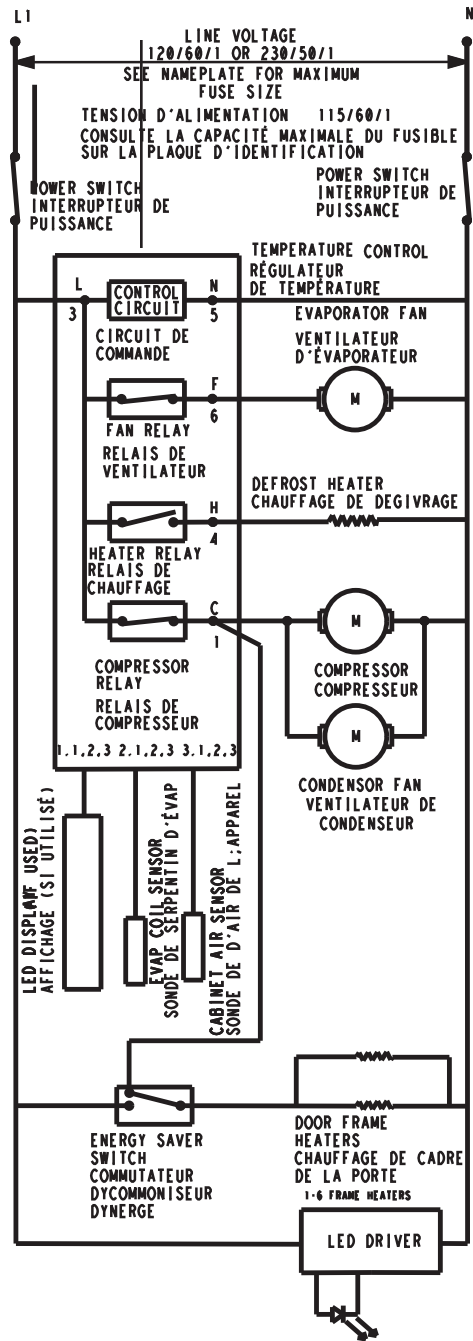 L1
N
LINE VOLTAGE
120/60/1 OR 230/50/1
SEE NAMEPLATE FOR MAXIMUM
FUSE SIZE
TENSION D'ALIMENTATION 115/60/1
CONSULTE LA CAPACITÉ MAXIMALE DU FUSIBLE
SUR LA PLAQUE D'IDENTIFICATION
POWER SWITCH
INTERRUPTEUR DE
PUISSANCE
POWER SWITCH
INTERRUPTEUR DE
PUISSANCE
TEMPERATURE CONTROL
RÉGULATEUR
DE TEMPÉRATURE
L
3
CONTROL
CIRCUIT
N
5
CIRCUIT DE
COMMANDE
EVAPORATOR FAN
VENTILATEUR
D'ÉVAPORATEUR
F
6
M
FAN RELAY
RELAIS DE
VENTILATEUR
DEFROST HEATER
CHAUFFAGE DE DEGIVRAGE
H
4
HEATER RELAY
RELAIS DE
CHAUFFAGE
C
1
M
COMPRESSOR
RELAY
RELAIS DE
COMPRESSEUR
COMPRESSOR
COMPRESSEUR
M
1.1,2,3 2.1,2,3 3.1,2,3
CONDENSOR FAN
VENTILATEUR DE
CONDENSEUR
LED DISPLAY USED)
AFFICHAGE (SI UTILISÉ)
EVAP COIL SENSOR
SONDE DE SERPENTIN D'ÉVAP
CABINET AIR SENSOR
SONDE DE D'AIR DE L;APPAREL
ENERGY SAVER
SWITCH
COMMUTATEUR
DYCOMMONISEUR
DYNERGE
DOOR FRAME
HEATERS
CHAUFFAGE DE CADRE
DE LA PORTE
1-6 FRAME HEATERS
LED DRIVER